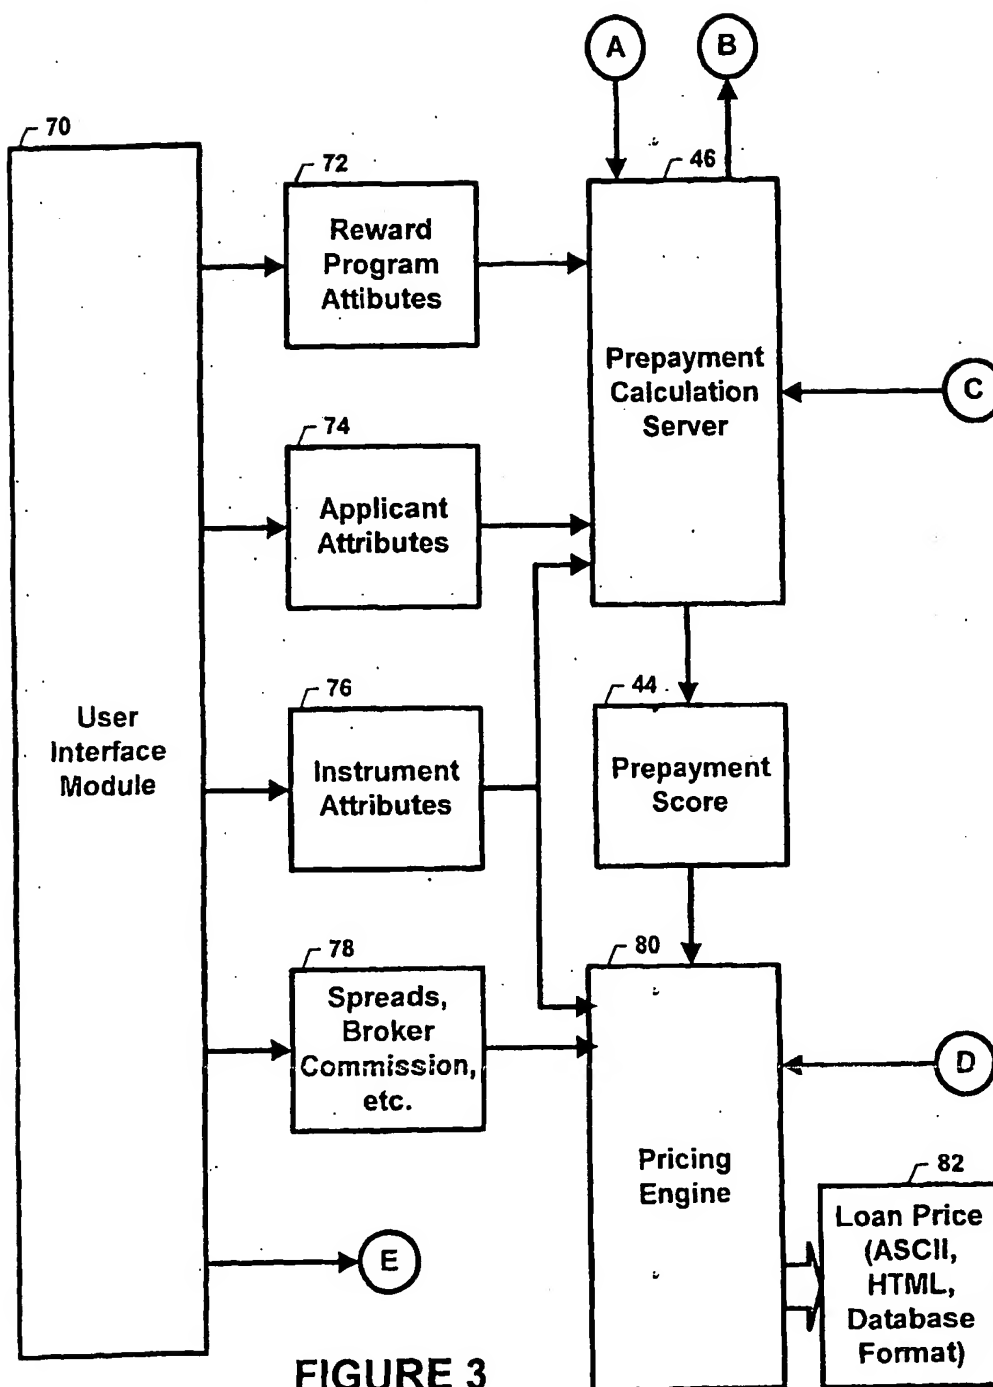 A
B
70
72
46
Reward
Program
Attibutes
Prepayment
Calculation
Server
C
74
Applicant
Attributes
76
44
User
Interface
Module
Instrument
Attributes
Prepayment
Score
78
80
Spreads,
Broker
Commission,
etc.
D
Pricing
Engine
82
Loan Price
(ASCII,
HTML,
Database
Format)
E
FIGURE 3